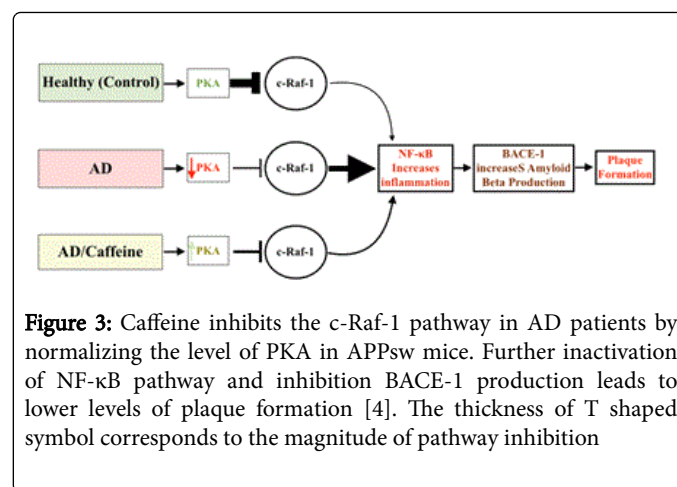 Healthy (Control)
PKA
c-Raf-1
AD
PKA
c-Raf-1
NF-κB
Increases
inflammation
BACE-1
increaseS Amyloid
Beta Production
Plaque
Formation
AD/Caffeine
PKA
c-Raf-1
Figure 3: Caffeine inhibits the c-Raf-1 pathway in AD patients by
normalizing the level of PKA in APPsw mice. Further inactivation
of NF-κB pathway and inhibition BACE-1 production leads to
lower levels of plaque formation [4]. The thickness of T shaped
symbol corresponds to the magnitude of pathway inhibition